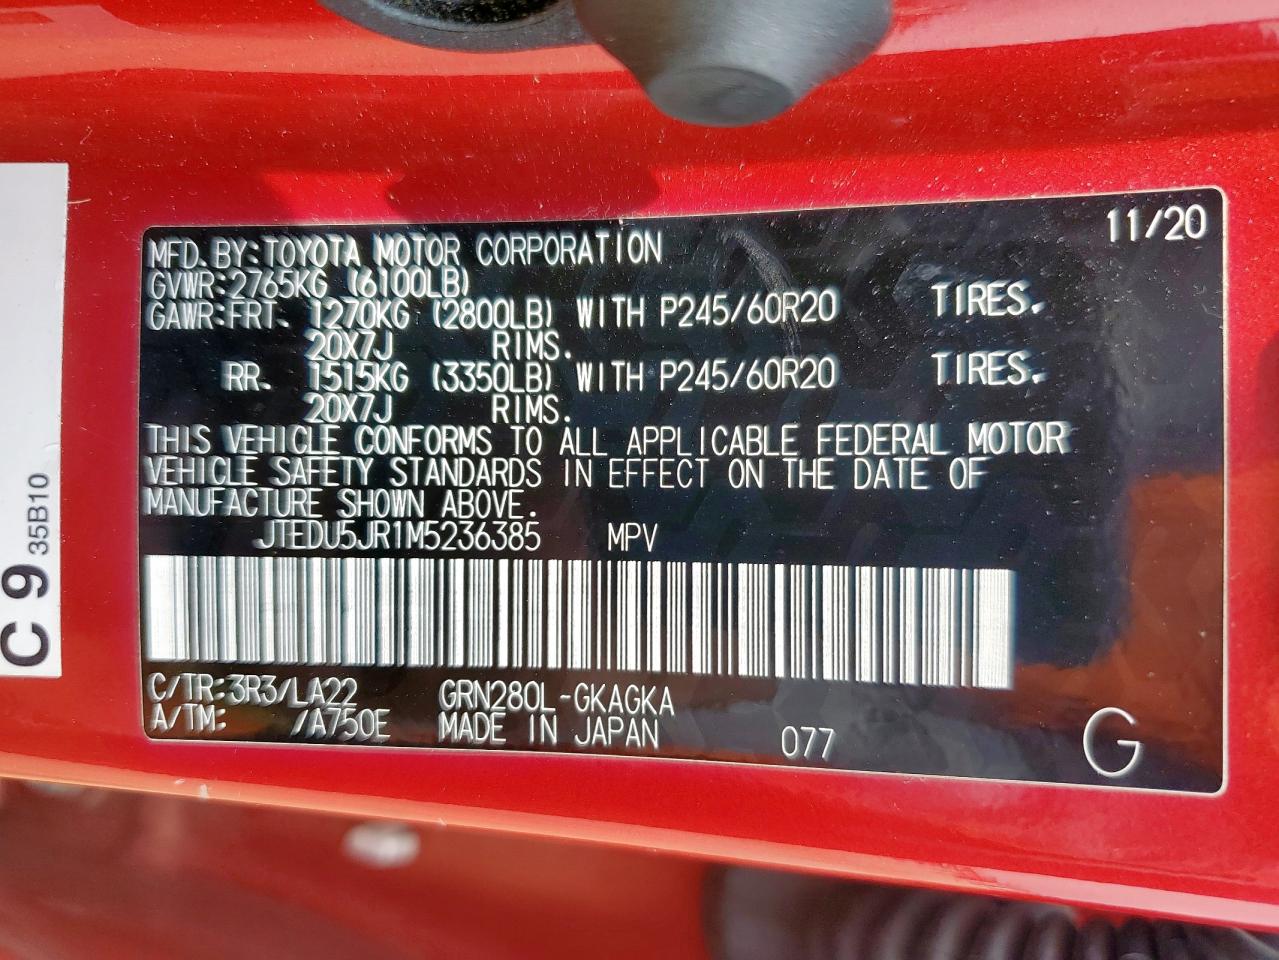 11/20
MFD. BY: TOYOTA MOTOR CORPORATION
GVWR: 2765KG (6100LB)
GAWR: FRT. 1270KG (2800LB) WITH P245/60R20 TIRES.
20X7J RIMS.
RR. 1515KG (3350LB) WITH P245/60R20 TIRES.
20X7J RIMS.
THIS VEHICLE CONFORMS TO ALL APPLICABLE FEDERAL MOTOR
VEHICLE SAFETY STANDARDS IN EFFECT ON THE DATE OF
MANUFACTURE SHOWN ABOVE.
JTEDU5JR1M5236385 MPV
C/TR: 3R3/LA22 GRN280L-GKAGKA
A/TM: /A750E MADE IN JAPAN 077 G
C 9 35B10